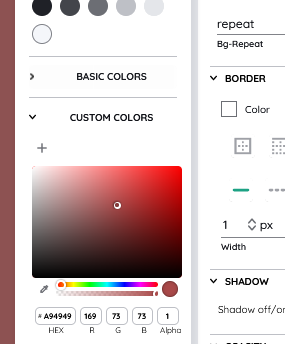 BASIC COLORS
CUSTOM COLORS
+
# A94949 169 73 73 1
HEX R G B Alpha
repeat
Bg-Repeat
BORDER
Color
1 px
Width
SHADOW
Shadow off/or